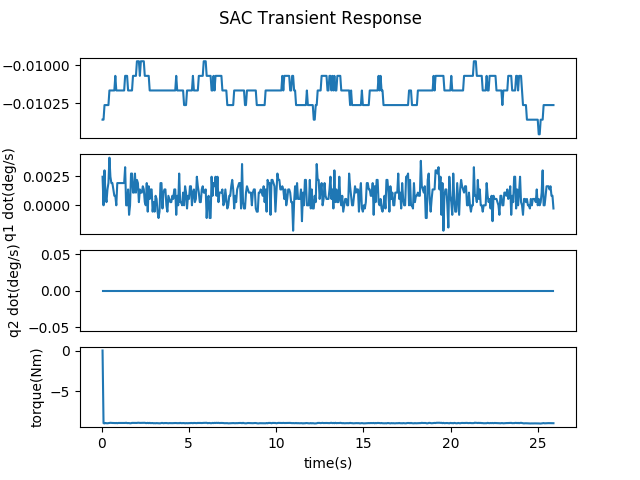 SAC Transient Response
−0.01000
−0.01025
q1 dot(deg/s)
0.0025
0.0000
q2 dot(deg/s)
0.05
0.00
−0.05
torque(Nm)
0
−5
0 5 10 15 20 25
time(s)